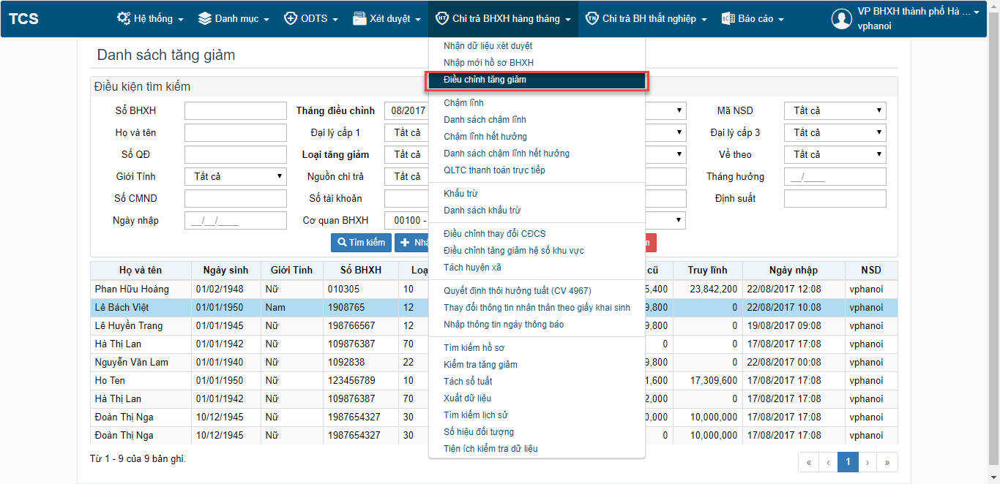 TCS Hệ thống Danh mục ODTS Xét duyệt Chi trả BHXH hàng tháng Chi trả BH thất nghiệp Báo cáo VP BHXH thành phố Hà ...
vphanoi
Danh sách tăng giảm
Điều kiện tìm kiếm
Nhận dữ liệu xét duyệt
Nhập mới hồ sơ BHXH
Điều chỉnh tăng giảm
Chậm lĩnh
Danh sách chậm lĩnh
Chậm lĩnh hết hưởng
Danh sách chậm lĩnh hết hưởng
QLTC thanh toán trực tiếp
Khấu trừ
Danh sách khấu trừ
Điều chỉnh thay đổi CĐCS
Điều chỉnh tăng giảm hệ số khu vực
Tách huyện xã
Quyết định thôi hưởng tuất (CV 4967)
Thay đổi thông tin nhân thân theo giấy khai sinh
Nhập thông tin ngày thông báo
Tìm kiếm hồ sơ
Kiểm tra tăng giảm
Tách sổ tuất
Xuất dữ liệu
Tìm kiếm lịch sử
Số hiệu đối tượng
Tiện ích kiểm tra dữ liệu
Sổ BHXH Tháng điều chỉnh 08/2017 Mã NSD Tất cả
Họ và tên Đại lý cấp 1 Tất cả Đại lý cấp 3 Tất cả
Số QĐ Loại tăng giảm Tất cả Về theo Tất cả
Giới Tính Tất cả Nguồn chi trả Tất cả Tháng hưởng __/____
Số CMND Số tài khoản Định suất
Ngày nhập __/__/____ Cơ quan BHXH 00100 -
Tìm kiếm
Họ và tên Ngày sinh Giới Tính Sổ BHXH cũ Truy lĩnh Ngày nhập NSD
Phan Hữu Hoàng 01/02/1948 Nữ 010305 10 5,400 23,842,200 22/08/2017 12:08 vphanoi
Lê Bách Việt 01/01/1950 Nam 1908765 12 9,800 0 22/08/2017 10:08 vphanoi
Lê Huyền Trang 01/01/1945 Nữ 198766567 12 9,800 0 19/08/2017 09:08 vphanoi
Hà Thị Lan 01/01/1942 Nữ 109876387 70 0 0 17/08/2017 17:08 vphanoi
Nguyễn Văn Lam 01/01/1940 Nữ 1092838 22 9,800 0 22/08/2017 00:08 vphanoi
Ho Ten 01/01/1950 Nữ 123456789 10 1,600 17,309,600 17/08/2017 17:08 vphanoi
Hà Thị Lan 01/01/1942 Nữ 109876387 70 2,000 0 17/08/2017 17:08 vphanoi
Đoàn Thị Nga 10/12/1945 Nữ 1987654327 30 0,000 10,000,000 17/08/2017 17:08 vphanoi
Đoàn Thị Nga 10/12/1945 Nữ 1987654327 30 0 10,000,000 17/08/2017 17:08 vphanoi
Từ 1 - 9 của 9 bản ghi. « ‹ 1 › »